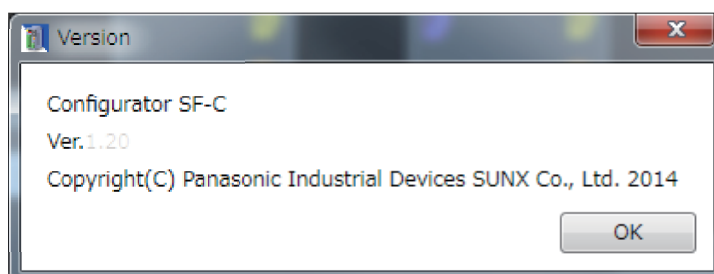 Version
Configurator SF-C
Ver.1.20
Copyright(C) Panasonic Industrial Devices SUNX Co., Ltd. 2014
OK